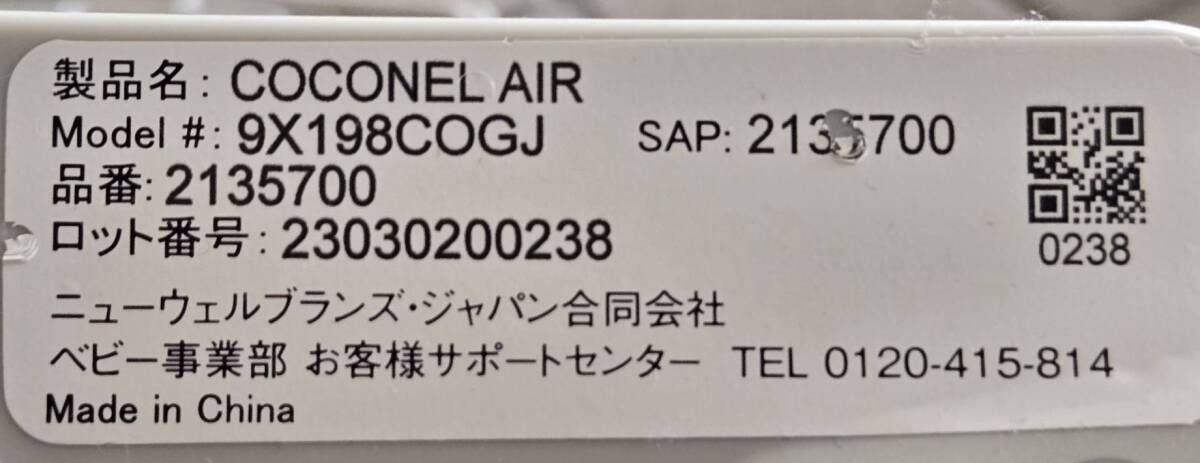 製品名: COCONEL AIR
Model #: 9X198COGJ SAP: 2135700
品番: 2135700
ロット番号: 23030200238
0238
ニューウェルブランズ・ジャパン合同会社
ベビー事業部 お客様サポートセンター TEL 0120-415-814
Made in China